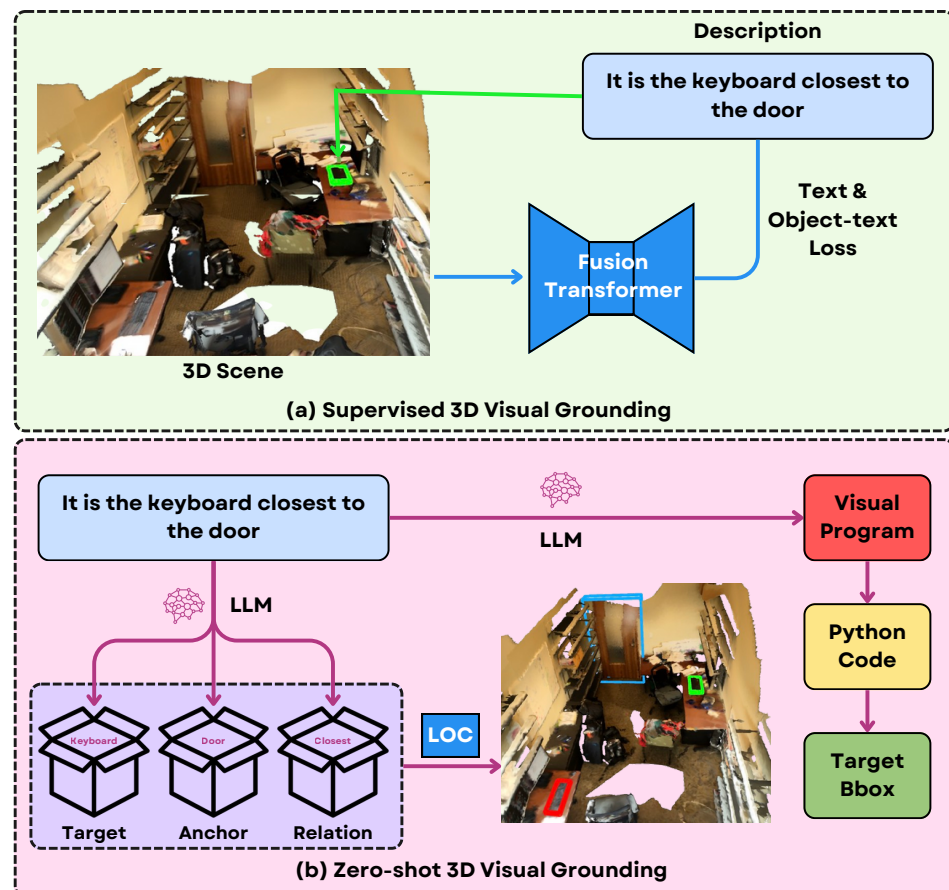 Description
It is the keyboard closest to
the door
Text &
Object-text
Loss
Fusion
Transformer
3D Scene
(a) Supervised 3D Visual Grounding
It is the keyboard closest to
the door
LLM
Visual
Program
LLM
Python
Code
Keyboard
Door
Closest
LOC
Target
Bbox
Target
Anchor
Relation
(b) Zero-shot 3D Visual Grounding